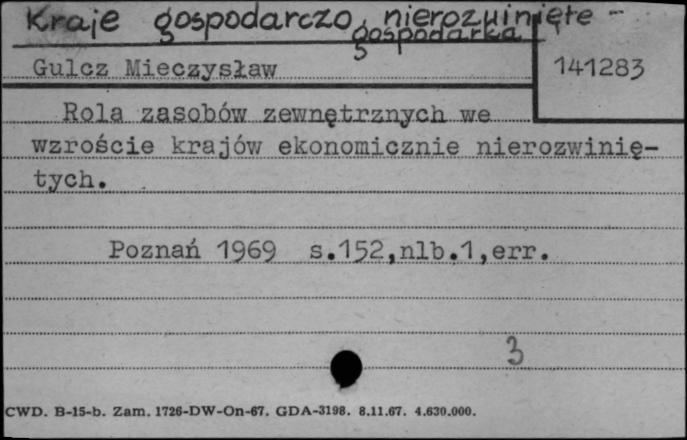 Kraje gospodarczo nierozwinięte -
gospodarka
Gulcz Mieczysław
141283
Rola zasobów zewnętrznych we
wzroście krajów ekonomicznie nierozwinię-
tych.
Poznań 1969 s.152,nlb.1,err.
3
CWD. B-15-b. Zam. 1726-DW-On-67. GDA-3198. 8.11.67. 4.630.000.